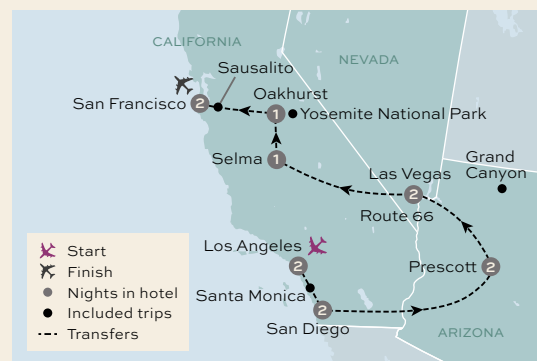 CALIFORNIA
NEVADA
Sausalito
San Francisco
2
Oakhurst
1
Yosemite National Park
Selma
1
Grand
Canyon
Las Vegas
2
Route 66
Los Angeles
2
Prescott
2
Santa Monica
2
San Diego
ARIZONA
Start
Finish
Nights in hotel
Included trips
Transfers